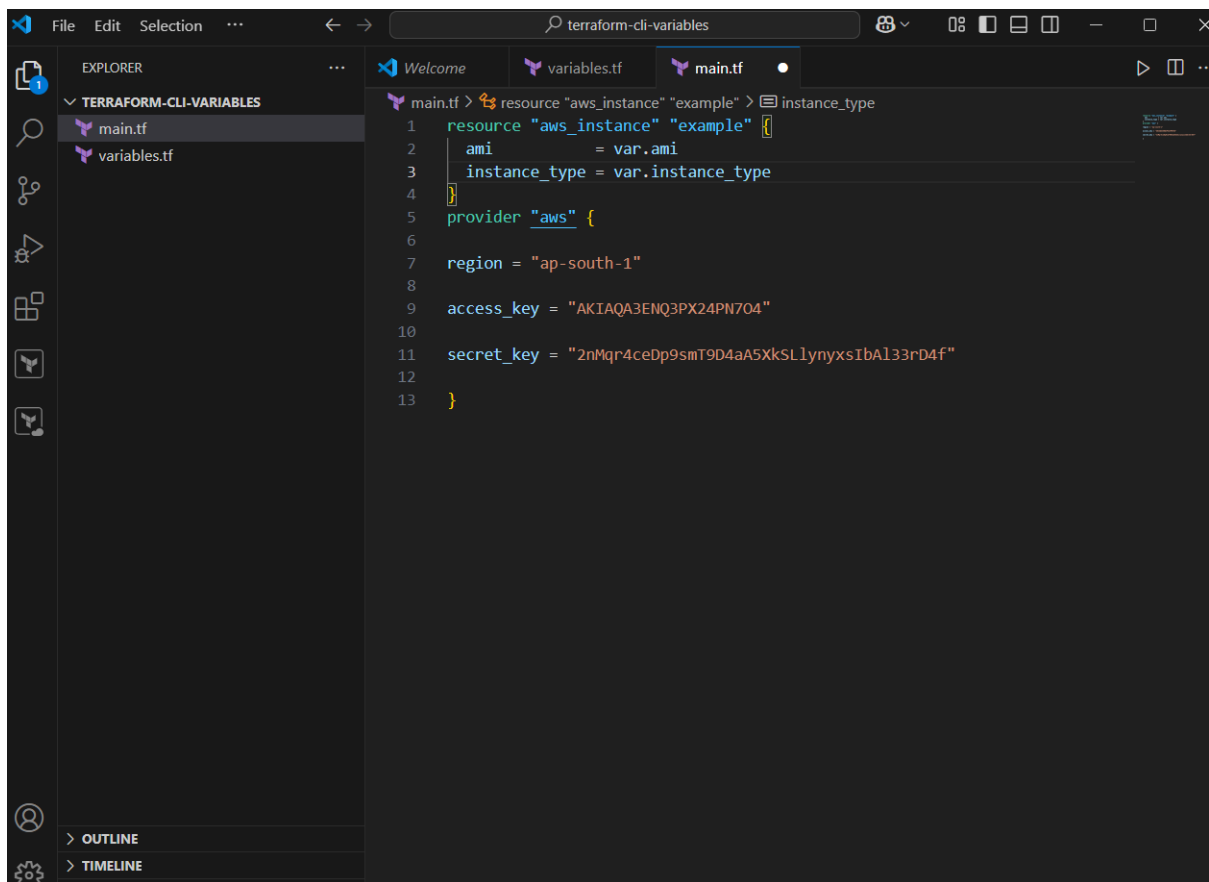 File Edit Selection ··· terraform-cli-variables
EXPLORER ···
1
TERRAFORM-CLI-VARIABLES
main.tf
variables.tf
Welcome variables.tf main.tf
main.tf > resource "aws_instance" "example" > instance_type
1 resource "aws_instance" "example" {
2 ami = var.ami
3 instance_type = var.instance_type
4 }
5 provider "aws" {
6
7 region = "ap-south-1"
8
9 access_key = "AKIAQA3ENQ3PX24PN7O4"
10
11 secret_key = "2nMqr4ceDp9smT9D4aA5XkSLlynyxsIbAl33rD4f"
12
13 }
OUTLINE
TIMELINE